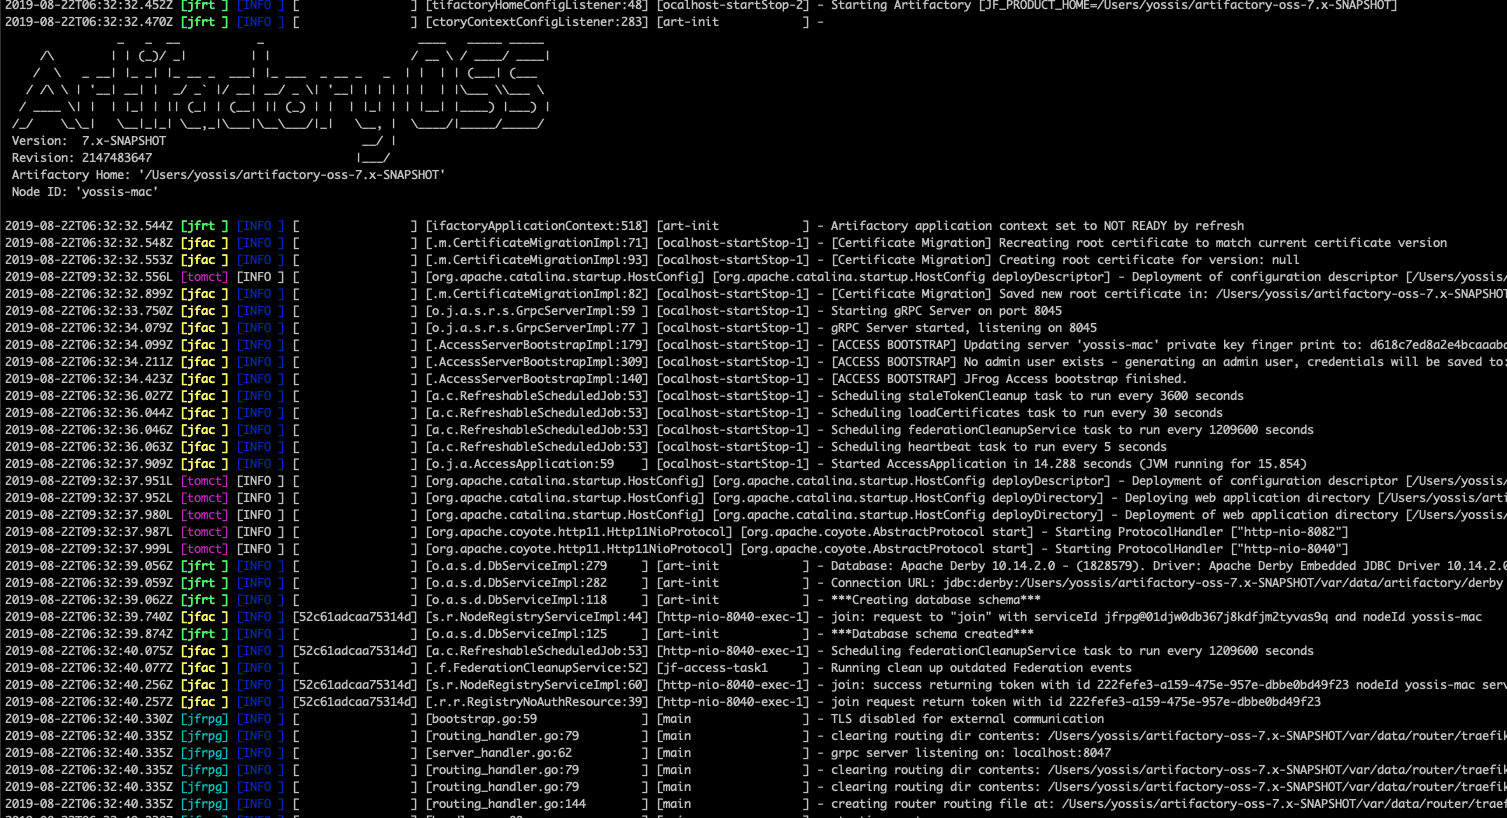 2019-08-22T06:32:32.452Z [jfrt ] [INFO ] [                ] [tifactoryHomeConfigListener:48] [ocalhost-startStop-2] - Starting Artifactory [JF_PRODUCT_HOME=/Users/yossis/artifactory-oss-7.x-SNAPSHOT]
2019-08-22T06:32:32.470Z [jfrt ] [INFO ] [                ] [ctoryContextConfigListener:283] [art-init            ] -
Artifactory OSS
Version:  7.x-SNAPSHOT
Revision: 2147483647
Artifactory Home: '/Users/yossis/artifactory-oss-7.x-SNAPSHOT'
Node ID: 'yossis-mac'
2019-08-22T06:32:32.544Z [jfrt ] [INFO ] [                ] [ifactoryApplicationContext:518] [art-init            ] - Artifactory application context set to NOT READY by refresh
2019-08-22T06:32:32.548Z [jfac ] [INFO ] [                ] [.m.CertificateMigrationImpl:71] [ocalhost-startStop-1] - [Certificate Migration] Recreating root certificate to match current certificate version
2019-08-22T06:32:32.553Z [jfac ] [INFO ] [                ] [.m.CertificateMigrationImpl:93] [ocalhost-startStop-1] - [Certificate Migration] Creating root certificate for version: null
2019-08-22T09:32:32.556L [tomct] [INFO ] [                ] [org.apache.catalina.startup.HostConfig] [org.apache.catalina.startup.HostConfig deployDescriptor] - Deployment of configuration descriptor [/Users/yossis/
2019-08-22T06:32:32.899Z [jfac ] [INFO ] [                ] [.m.CertificateMigrationImpl:82] [ocalhost-startStop-1] - [Certificate Migration] Saved new root certificate in: /Users/yossis/artifactory-oss-7.x-SNAPSHOT
2019-08-22T06:32:33.750Z [jfac ] [INFO ] [                ] [o.j.a.s.r.s.GrpcServerImpl:59 ] [ocalhost-startStop-1] - Starting gRPC Server on port 8045
2019-08-22T06:32:34.079Z [jfac ] [INFO ] [                ] [o.j.a.s.r.s.GrpcServerImpl:77 ] [ocalhost-startStop-1] - gRPC Server started, listening on 8045
2019-08-22T06:32:34.099Z [jfac ] [INFO ] [                ] [.AccessServerBootstrapImpl:179] [ocalhost-startStop-1] - [ACCESS BOOTSTRAP] Updating server 'yossis-mac' private key finger print to: d618c7ed8a2e4bcaaabc
2019-08-22T06:32:34.211Z [jfac ] [INFO ] [                ] [.AccessServerBootstrapImpl:309] [ocalhost-startStop-1] - [ACCESS BOOTSTRAP] No admin user exists - generating an admin user, credentials will be saved to:
2019-08-22T06:32:34.423Z [jfac ] [INFO ] [                ] [.AccessServerBootstrapImpl:140] [ocalhost-startStop-1] - [ACCESS BOOTSTRAP] JFrog Access bootstrap finished.
2019-08-22T06:32:36.027Z [jfac ] [INFO ] [                ] [a.c.RefreshableScheduledJob:53] [ocalhost-startStop-1] - Scheduling staleTokenCleanup task to run every 3600 seconds
2019-08-22T06:32:36.044Z [jfac ] [INFO ] [                ] [a.c.RefreshableScheduledJob:53] [ocalhost-startStop-1] - Scheduling loadCertificates task to run every 30 seconds
2019-08-22T06:32:36.046Z [jfac ] [INFO ] [                ] [a.c.RefreshableScheduledJob:53] [ocalhost-startStop-1] - Scheduling federationCleanupService task to run every 1209600 seconds
2019-08-22T06:32:36.063Z [jfac ] [INFO ] [                ] [a.c.RefreshableScheduledJob:53] [ocalhost-startStop-1] - Scheduling heartbeat task to run every 5 seconds
2019-08-22T06:32:37.909Z [jfac ] [INFO ] [                ] [o.j.a.AccessApplication:59    ] [ocalhost-startStop-1] - Started AccessApplication in 14.288 seconds (JVM running for 15.854)
2019-08-22T09:32:37.951L [tomct] [INFO ] [                ] [org.apache.catalina.startup.HostConfig] [org.apache.catalina.startup.HostConfig deployDescriptor] - Deployment of configuration descriptor [/Users/yossis/
2019-08-22T09:32:37.952L [tomct] [INFO ] [                ] [org.apache.catalina.startup.HostConfig] [org.apache.catalina.startup.HostConfig deployDirectory] - Deploying web application directory [/Users/yossis/arti
2019-08-22T09:32:37.980L [tomct] [INFO ] [                ] [org.apache.catalina.startup.HostConfig] [org.apache.catalina.startup.HostConfig deployDirectory] - Deployment of web application directory [/Users/yossis/
2019-08-22T09:32:37.987L [tomct] [INFO ] [                ] [org.apache.coyote.http11.Http11NioProtocol] [org.apache.coyote.AbstractProtocol start] - Starting ProtocolHandler ["http-nio-8082"]
2019-08-22T09:32:37.999L [tomct] [INFO ] [                ] [org.apache.coyote.http11.Http11NioProtocol] [org.apache.coyote.AbstractProtocol start] - Starting ProtocolHandler ["http-nio-8040"]
2019-08-22T06:32:39.056Z [jfrt ] [INFO ] [                ] [o.a.s.d.DbServiceImpl:279     ] [art-init            ] - Database: Apache Derby 10.14.2.0 - (1828579). Driver: Apache Derby Embedded JDBC Driver 10.14.2.0
2019-08-22T06:32:39.059Z [jfrt ] [INFO ] [                ] [o.a.s.d.DbServiceImpl:282     ] [art-init            ] - Connection URL: jdbc:derby:/Users/yossis/artifactory-oss-7.x-SNAPSHOT/var/data/artifactory/derby
2019-08-22T06:32:39.062Z [jfrt ] [INFO ] [                ] [o.a.s.d.DbServiceImpl:118     ] [art-init            ] - ***Creating database schema***
2019-08-22T06:32:39.740Z [jfac ] [INFO ] [52c61adcaa75314d] [s.r.NodeRegistryServiceImpl:44] [http-nio-8040-exec-1] - join: request to "join" with serviceId jfrpg@01djw0db367j8kdfjm2tyvas9q and nodeId yossis-mac
2019-08-22T06:32:39.874Z [jfrt ] [INFO ] [                ] [o.a.s.d.DbServiceImpl:125     ] [art-init            ] - ***Database schema created***
2019-08-22T06:32:40.075Z [jfac ] [INFO ] [52c61adcaa75314d] [a.c.RefreshableScheduledJob:53] [http-nio-8040-exec-1] - Scheduling federationCleanupService task to run every 1209600 seconds
2019-08-22T06:32:40.077Z [jfac ] [INFO ] [                ] [.f.FederationCleanupService:52] [jf-access-task1     ] - Running clean up outdated Federation events
2019-08-22T06:32:40.256Z [jfac ] [INFO ] [52c61adcaa75314d] [s.r.NodeRegistryServiceImpl:60] [http-nio-8040-exec-1] - join: success returning token with id 222fefe3-a159-475e-957e-dbbe0bd49f23 nodeId yossis-mac serv
2019-08-22T06:32:40.257Z [jfac ] [INFO ] [52c61adcaa75314d] [.r.r.RegistryNoAuthResource:39] [http-nio-8040-exec-1] - join request return token with id 222fefe3-a159-475e-957e-dbbe0bd49f23
2019-08-22T06:32:40.330Z [jfrpg] [INFO ] [                ] [bootstrap.go:59               ] [main                ] - TLS disabled for external communication
2019-08-22T06:32:40.335Z [jfrpg] [INFO ] [                ] [routing_handler.go:79         ] [main                ] - clearing routing dir contents: /Users/yossis/artifactory-oss-7.x-SNAPSHOT/var/data/router/traefik
2019-08-22T06:32:40.335Z [jfrpg] [INFO ] [                ] [server_handler.go:62          ] [main                ] - grpc server listening on: localhost:8047
2019-08-22T06:32:40.335Z [jfrpg] [INFO ] [                ] [routing_handler.go:79         ] [main                ] - clearing routing dir contents: /Users/yossis/artifactory-oss-7.x-SNAPSHOT/var/data/router/traefik
2019-08-22T06:32:40.335Z [jfrpg] [INFO ] [                ] [routing_handler.go:79         ] [main                ] - clearing routing dir contents: /Users/yossis/artifactory-oss-7.x-SNAPSHOT/var/data/router/traefik
2019-08-22T06:32:40.335Z [jfrpg] [INFO ] [                ] [routing_handler.go:144        ] [main                ] - creating router routing file at: /Users/yossis/artifactory-oss-7.x-SNAPSHOT/var/data/router/traef